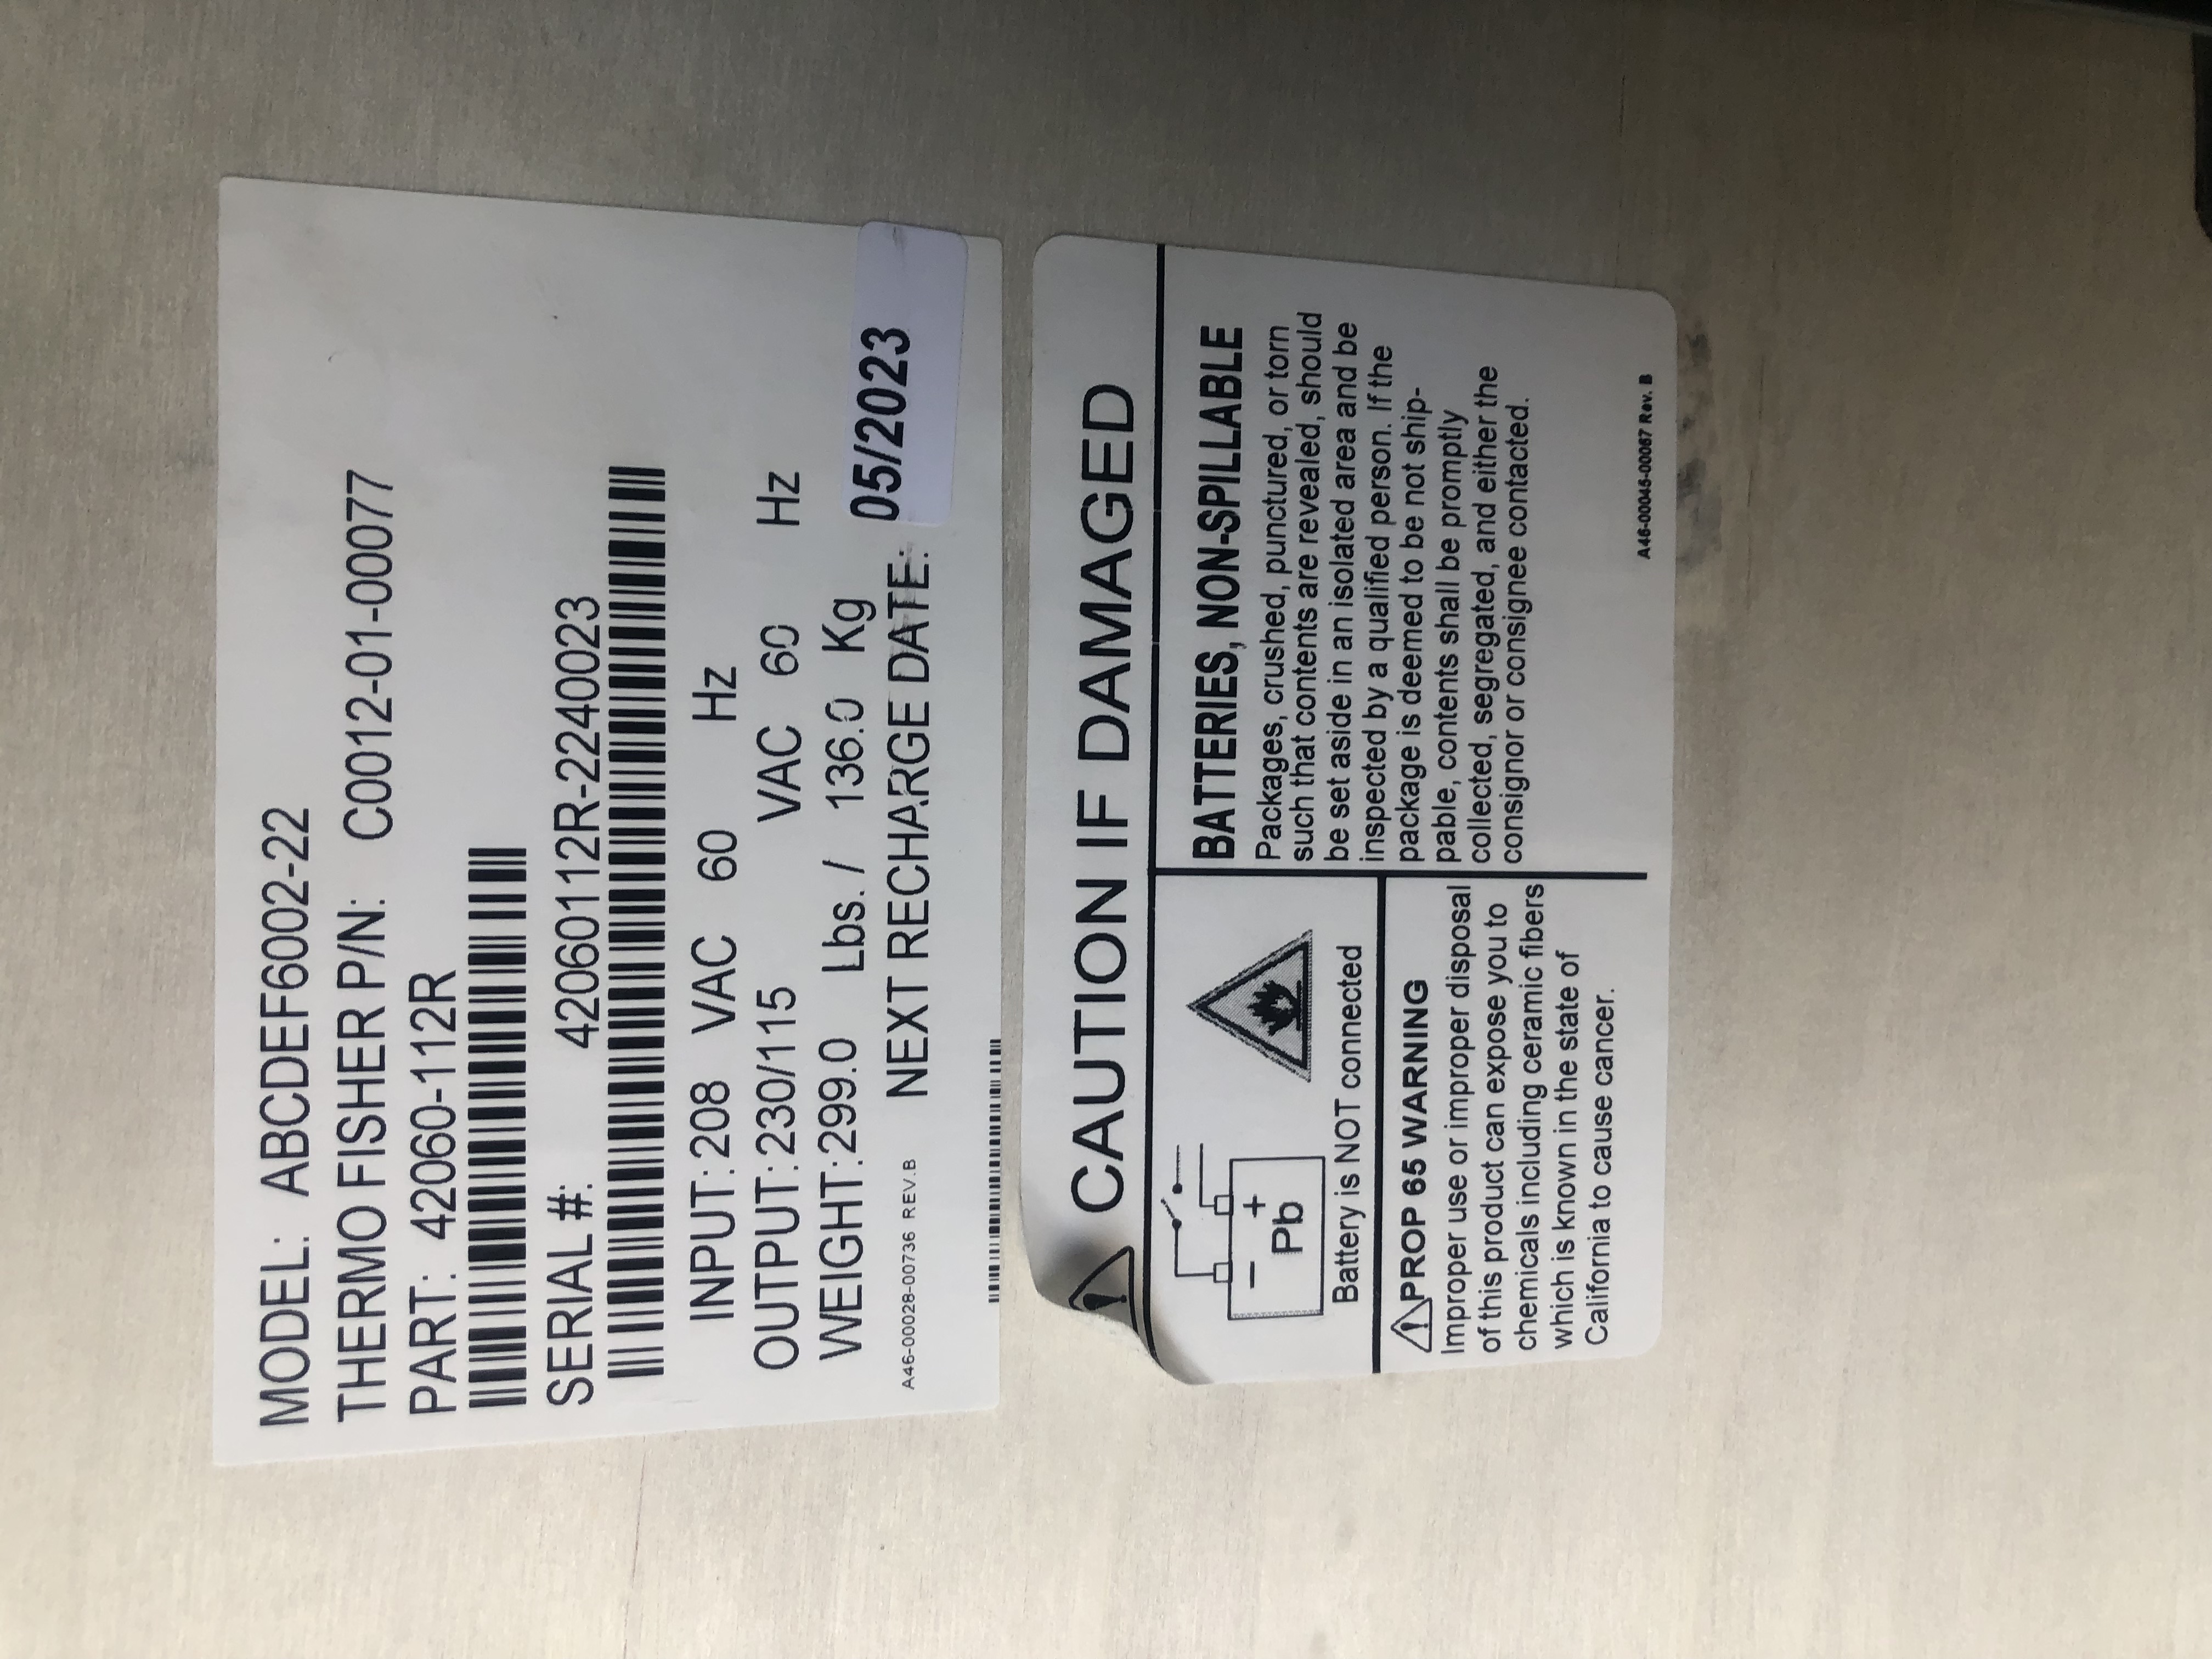 MODEL: ABCDEF6002-22
THERMO FISHER P/N: C0012-01-00077
PART: 42060-112R
SERIAL #: 42060112R-2240023
INPUT: 208 VAC 60 Hz
OUTPUT: 230/115 VAC 60 Hz
WEIGHT: 299.0 Lbs. / 136.0 Kg
NEXT RECHARGE DATE: 05/2023
A46-00028-00736 REV.B
CAUTION IF DAMAGED
- +
Pb
Battery is NOT connected
PROP 65 WARNING
Improper use or improper disposal
of this product can expose you to
chemicals including ceramic fibers
which is known in the state of
California to cause cancer.
BATTERIES, NON-SPILLABLE
Packages, crushed, punctured, or torn
such that contents are revealed, should
be set aside in an isolated area and be
inspected by a qualified person. If the
package is deemed to be not ship-
pable, contents shall be promptly
collected, segregated, and either the
consignor or consignee contacted.
A46-00045-00067 Rev. B